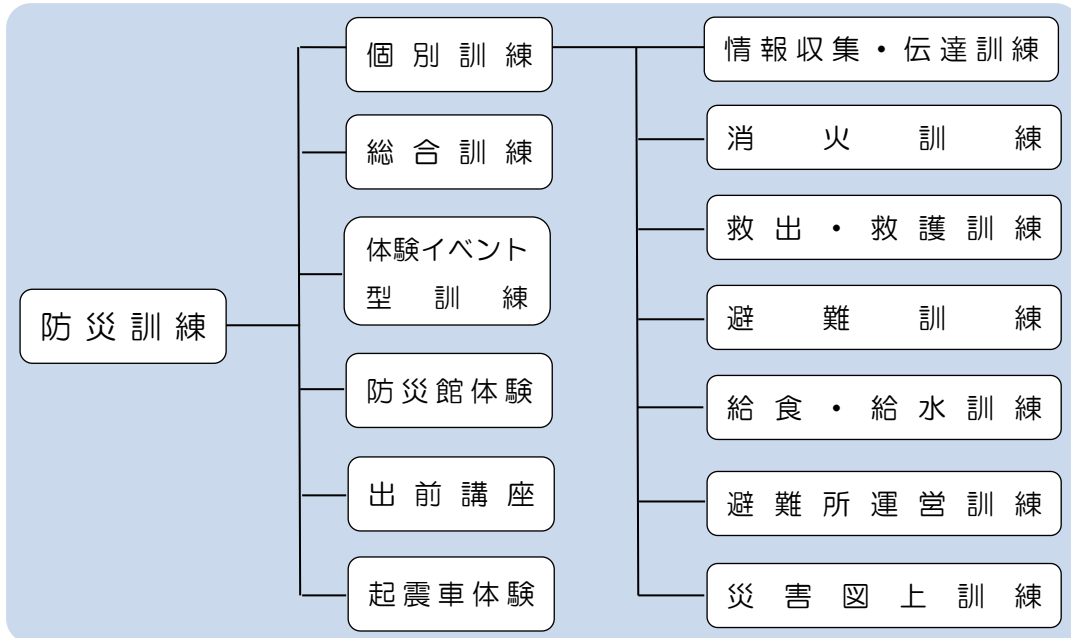 防災訓練
個別訓練
総合訓練
体験イベント
型訓練
防災館体験
出前講座
起震車体験
情報収集・伝達訓練
消火訓練
救出・救護訓練
避難訓練
給食・給水訓練
避難所運営訓練
災害図上訓練